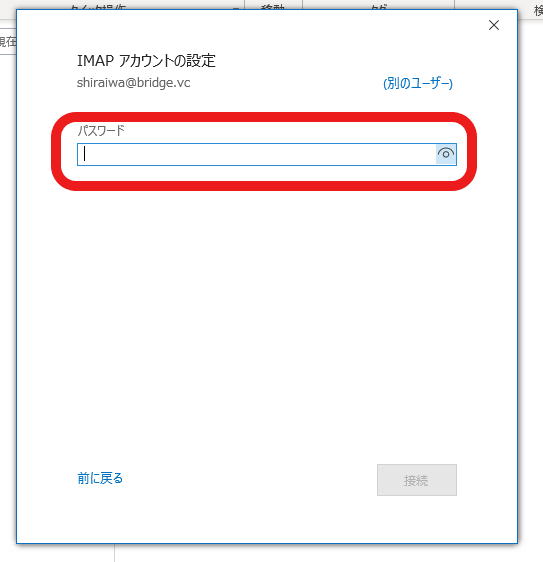 クイック操作
移動
タグ
検
現在
IMAP アカウントの設定
shiraiwa@bridge.vc
(別のユーザー)
パスワード
前に戻る
接続